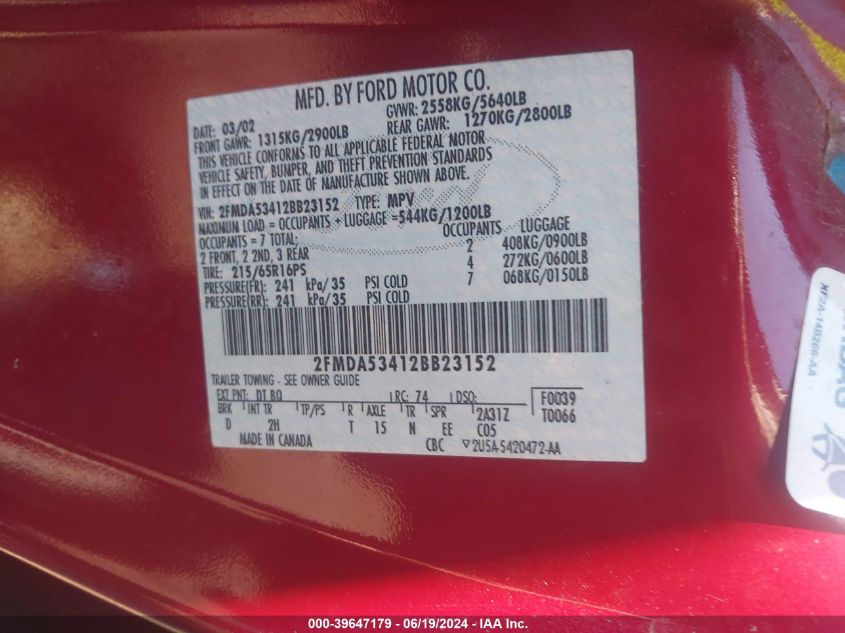 MFD. BY FORD MOTOR CO.
DATE: 03/02
GVWR: 2558KG/5640LB
FRONT GAWR: 1315KG/2900LB
REAR GAWR: 1270KG/2800LB
THIS VEHICLE CONFORMS TO ALL APPLICABLE FEDERAL MOTOR
VEHICLE SAFETY, BUMPER, AND THEFT PREVENTION STANDARDS
IN EFFECT ON THE DATE OF MANUFACTURE SHOWN ABOVE.
VIN: 2FMDA53412BB23152 TYPE: MPV
MAXIMUM LOAD = OCCUPANTS + LUGGAGE =544KG/1200LB
OCCUPANTS = 7 TOTAL: OCCUPANTS LUGGAGE
2 FRONT, 2 2ND, 3 REAR 2 408KG/0900LB
TIRE: 215/65R16PS 4 272KG/0600LB
PRESSURE(FR): 241 kPa/35 PSI COLD 7 068KG/0150LB
PRESSURE(RR): 241 kPa/35 PSI COLD
2FMDA53412BB23152
TRAILER TOWING - SEE OWNER GUIDE
EXT PNT: DT BQ RC: 74 DSO: F0039
BRK INT TR TP/PS R AXLE TR SPR 2A31Z T0066
D 2H T 15 N EE C05
MADE IN CANADA CBC 2U5A-5420472-AA
XF2A-14B268-AA
000-39647179 - 06/19/2024 - IAA Inc.